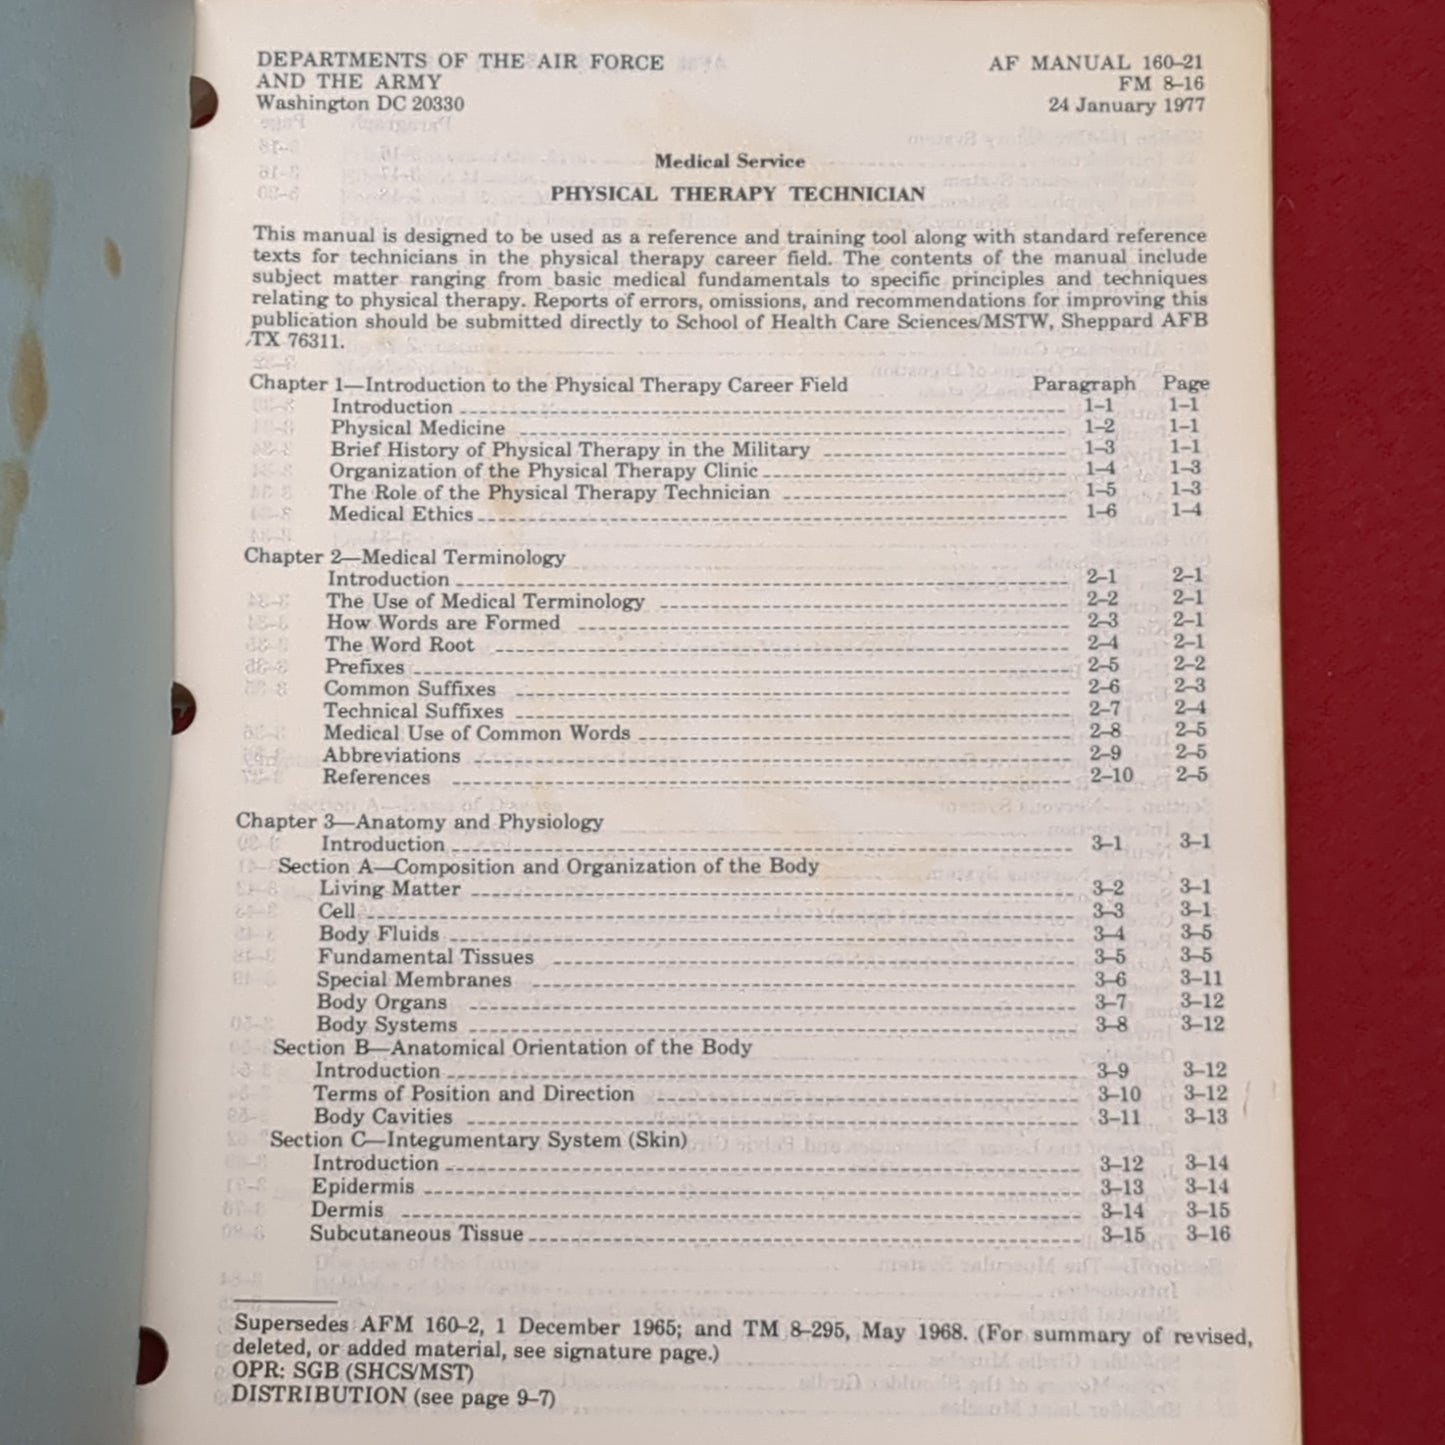 DEPARTMENTS OF THE AIR FORCE
AND THE ARMY
Washington DC 20330
AF MANUAL 160–21
FM 8–16
24 January 1977
Medical Service
PHYSICAL THERAPY TECHNICIAN
This manual is designed to be used as a reference and training tool along with standard reference
texts for technicians in the physical therapy career field. The contents of the manual include
subject matter ranging from basic medical fundamentals to specific principles and techniques
relating to physical therapy. Reports of errors, omissions, and recommendations for improving this
publication should be submitted directly to School of Health Care Sciences/MSTW, Sheppard AFB
TX 76311.
Chapter 1—Introduction to the Physical Therapy Career Field Paragraph Page
Introduction 1–1 1–1
Physical Medicine 1–2 1–1
Brief History of Physical Therapy in the Military 1–3 1–1
Organization of the Physical Therapy Clinic 1–4 1–3
The Role of the Physical Therapy Technician 1–5 1–3
Medical Ethics 1–6 1–4
Chapter 2—Medical Terminology
Introduction 2–1 2–1
The Use of Medical Terminology 2–2 2–1
How Words are Formed 2–3 2–1
The Word Root 2–4 2–1
Prefixes 2–5 2–2
Common Suffixes 2–6 2–3
Technical Suffixes 2–7 2–4
Medical Use of Common Words 2–8 2–5
Abbreviations 2–9 2–5
References 2–10 2–5
Chapter 3—Anatomy and Physiology
Introduction 3–1 3–1
Section A—Composition and Organization of the Body
Living Matter 3–2 3–1
Cell 3–3 3–1
Body Fluids 3–4 3–5
Fundamental Tissues 3–5 3–5
Special Membranes 3–6 3–11
Body Organs 3–7 3–12
Body Systems 3–8 3–12
Section B—Anatomical Orientation of the Body
Introduction 3–9 3–12
Terms of Position and Direction 3–10 3–12
Body Cavities 3–11 3–13
Section C—Integumentary System (Skin)
Introduction 3–12 3–14
Epidermis 3–13 3–14
Dermis 3–14 3–15
Subcutaneous Tissue 3–15 3–16
Supersedes AFM 160–2, 1 December 1965; and TM 8–295, May 1968. (For summary of revised,
deleted, or added material, see signature page.)
OPR: SGB (SHCS/MST)
DISTRIBUTION (see page 9–7)